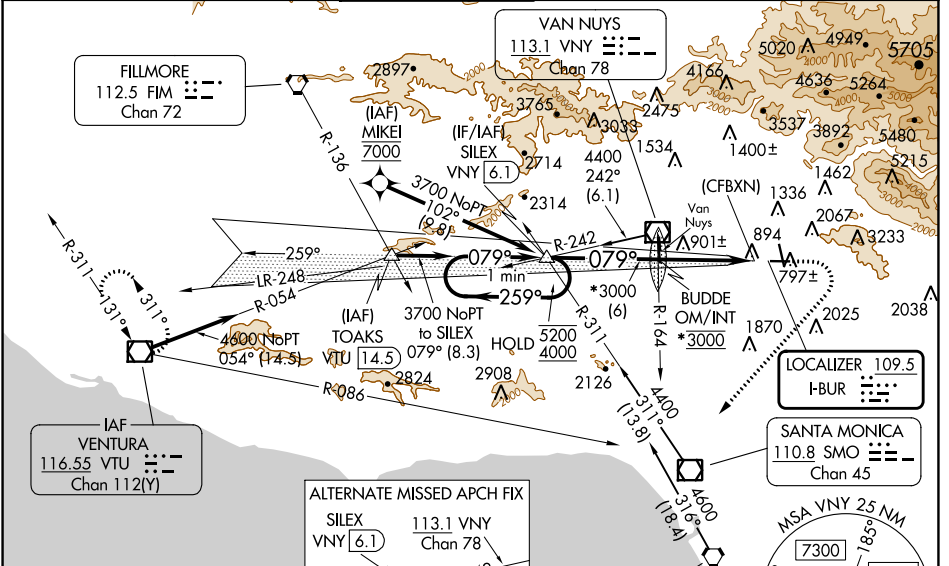 VAN NUYS
113.1 VNY
Chan 78
FILLMORE
112.5 FIM
Chan 72
2897
5020
4949
5705
4166
4636
5264
3765
2475
3033
3537
3892
5480
5215
R-136
(IAF)
MIKEI
7000
(IF/IAF)
SILEX
VNY 6.1
2714
2314
4400
242°
(6.1)
1534
1400±
1462
(CFBXN)
1336
2067
3233
3700 NoPT
102°
(9.8)
R-242
Van
Nuys
901±
894
797±
259°
079°
1 min
079°
259°
LR-248
R-054
R-311
131°
311°
4600 NoPT
054° (14.5)
(IAF)
TOAKS
VTU 14.5
3700 NoPT
to SILEX
079° (8.3)
HOLD
5200
4000
*3000
(6)
R-311
R-164
BUDDE
OM/INT
*3000
1870
2025
2038
R-086
2824
2908
2126
LOCALIZER 109.5
I-BUR
4400
311°
(13.8)
IAF
VENTURA
116.55 VTU
Chan 112(Y)
SANTA MONICA
110.8 SMO
Chan 45
4600
316°
(18.4)
ALTERNATE MISSED APCH FIX
SILEX
VNY 6.1
113.1 VNY
Chan 78
MSA VNY 25 NM
7300
185°